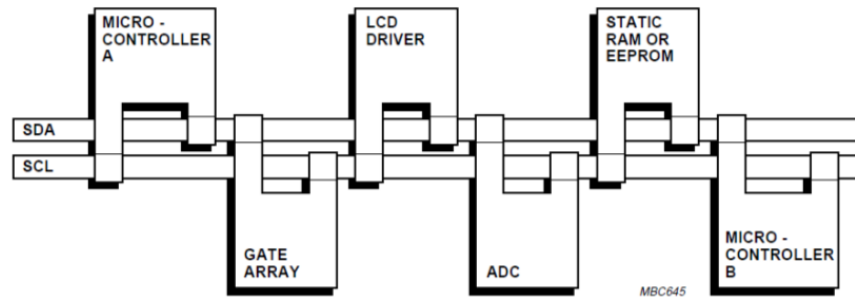 MICRO -
CONTROLLER
A
LCD
DRIVER
STATIC
RAM OR
EEPROM
SDA
SCL
GATE
ARRAY
ADC
MICRO -
CONTROLLER
B
MBC645